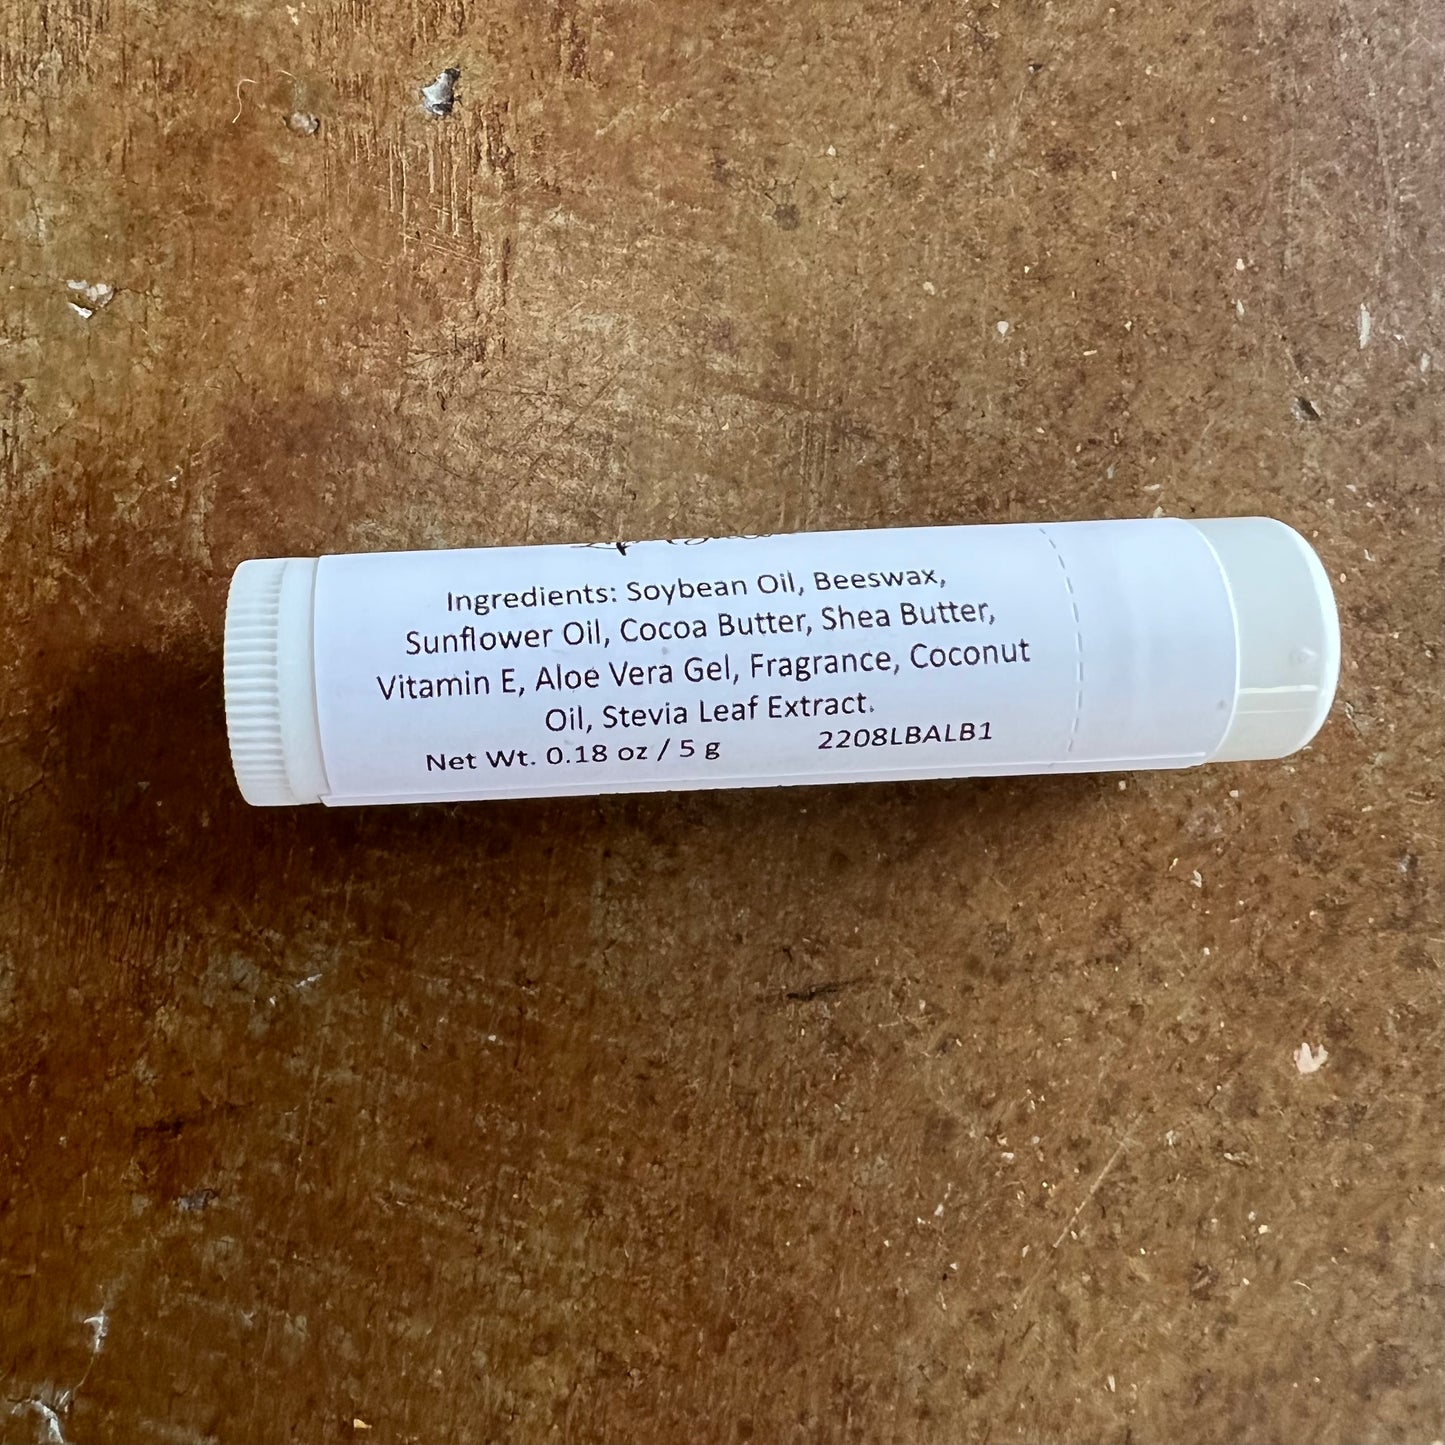 Ingredients: Soybean Oil, Beeswax,
Sunflower Oil, Cocoa Butter, Shea Butter,
Vitamin E, Aloe Vera Gel, Fragrance, Coconut
Oil, Stevia Leaf Extract.
Net Wt. 0.18 oz / 5 g 2208LBALB1